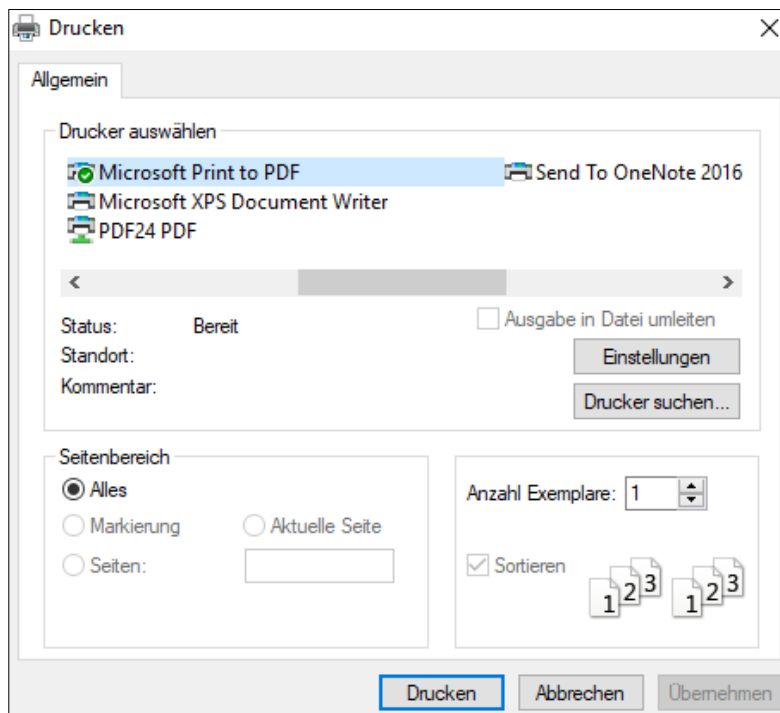 Drucken
Allgemein
Drucker auswählen
Microsoft Print to PDF
Send To OneNote 2016
Microsoft XPS Document Writer
PDF24 PDF
Status: Bereit
Ausgabe in Datei umleiten
Standort:
Einstellungen
Kommentar:
Drucker suchen...
Seitenbereich
Alles
Markierung
Aktuelle Seite
Seiten:
Anzahl Exemplare: 1
Sortieren
1 2 3 1 2 3
Drucken Abbrechen Übernehmen